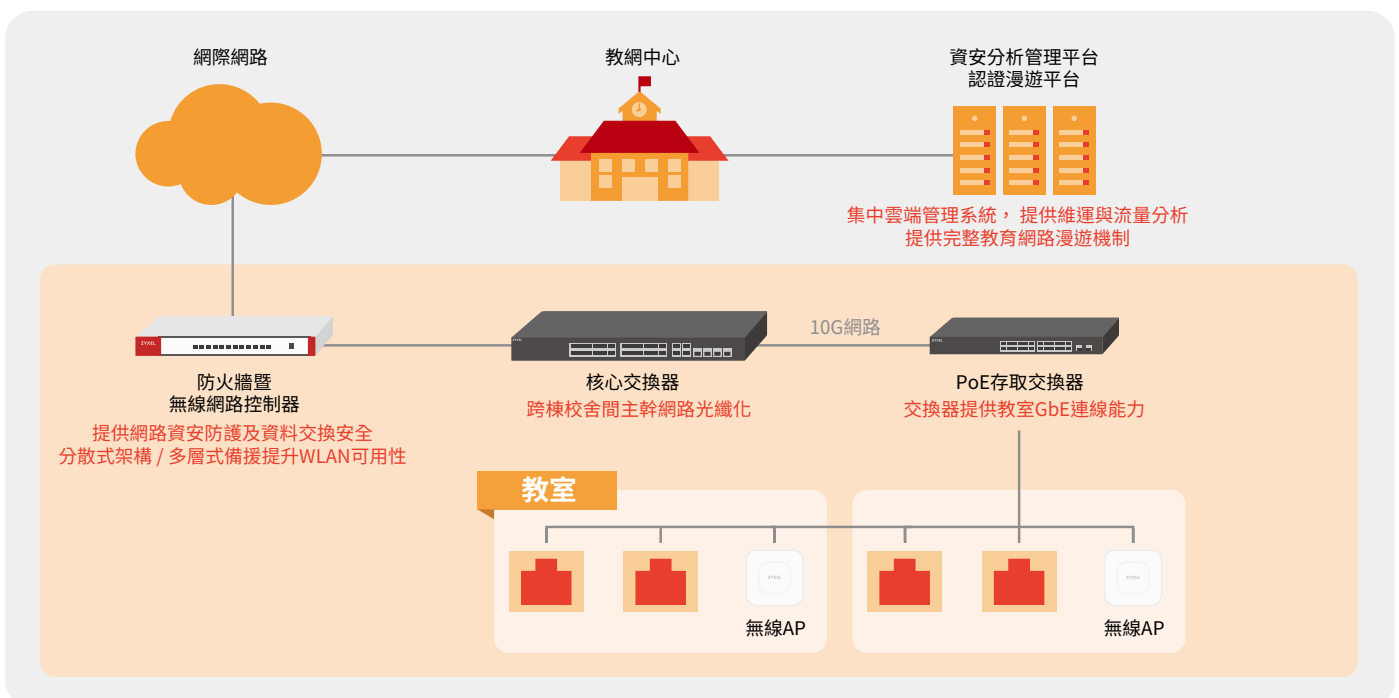 網際網路
教網中心
資安分析管理平台
認證漫遊平台
集中雲端管理系統， 提供維運與流量分析
提供完整教育網路漫遊機制
ZYXEL
ZYXEL
10G網路
ZYXEL
防火牆暨
無線網路控制器
提供網路資安防護及資料交換安全
分散式架構 / 多層式備援提升WLAN可用性
核心交換器
跨棟校舍間主幹網路光纖化
PoE存取交換器
交換器提供教室GbE連線能力
教室
ZYXEL
無線AP
ZYXEL
無線AP